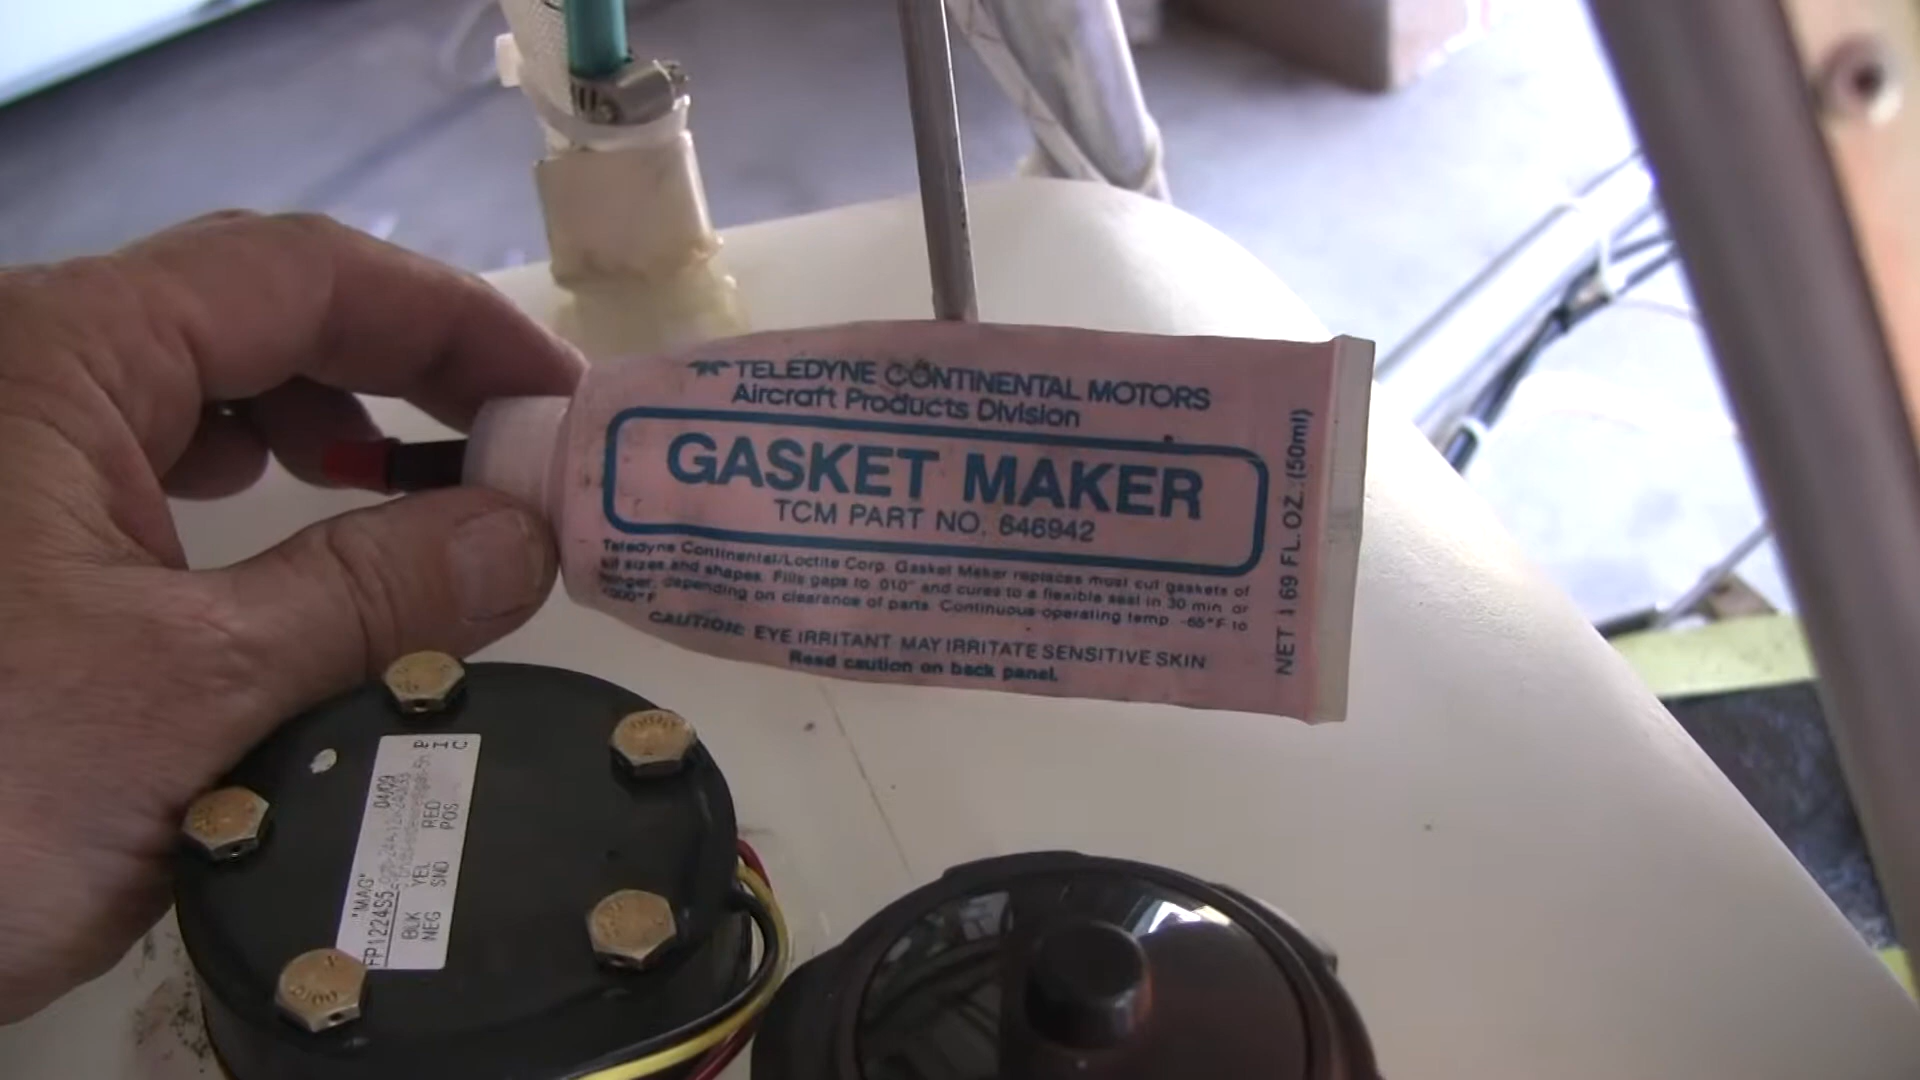 TELEDYNE CONTINENTAL MOTORS
Aircraft Products Division
GASKET MAKER
TCM PART NO. 646942
Teledyne Continental/Loctite Corp. Gasket Maker replaces most cut gaskets of
all sizes and shapes. Fills gaps to .010" and cures to a flexible seal in 30 min. or
longer, depending on clearance of parts. Continuous operating temp. -65°F to
CAUTION: EYE IRRITANT. MAY IRRITATE SENSITIVE SKIN
Read caution on back panel.
NET 1.69 FL. OZ. (50ml)
"MAG" 04/09
FP1224S5
BLK YEL RED
NEG SND POS